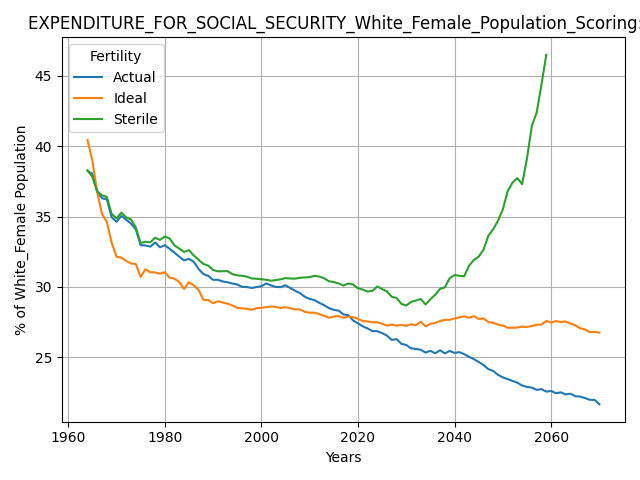 EXPENDITURE_FOR_SOCIAL_SECURITY_White_Female_Population_Scoring:
Fertility
Actual
Ideal
Sterile
% of White_Female Population
45
40
35
30
25
1960
1980
2000
2020
2040
2060
Years